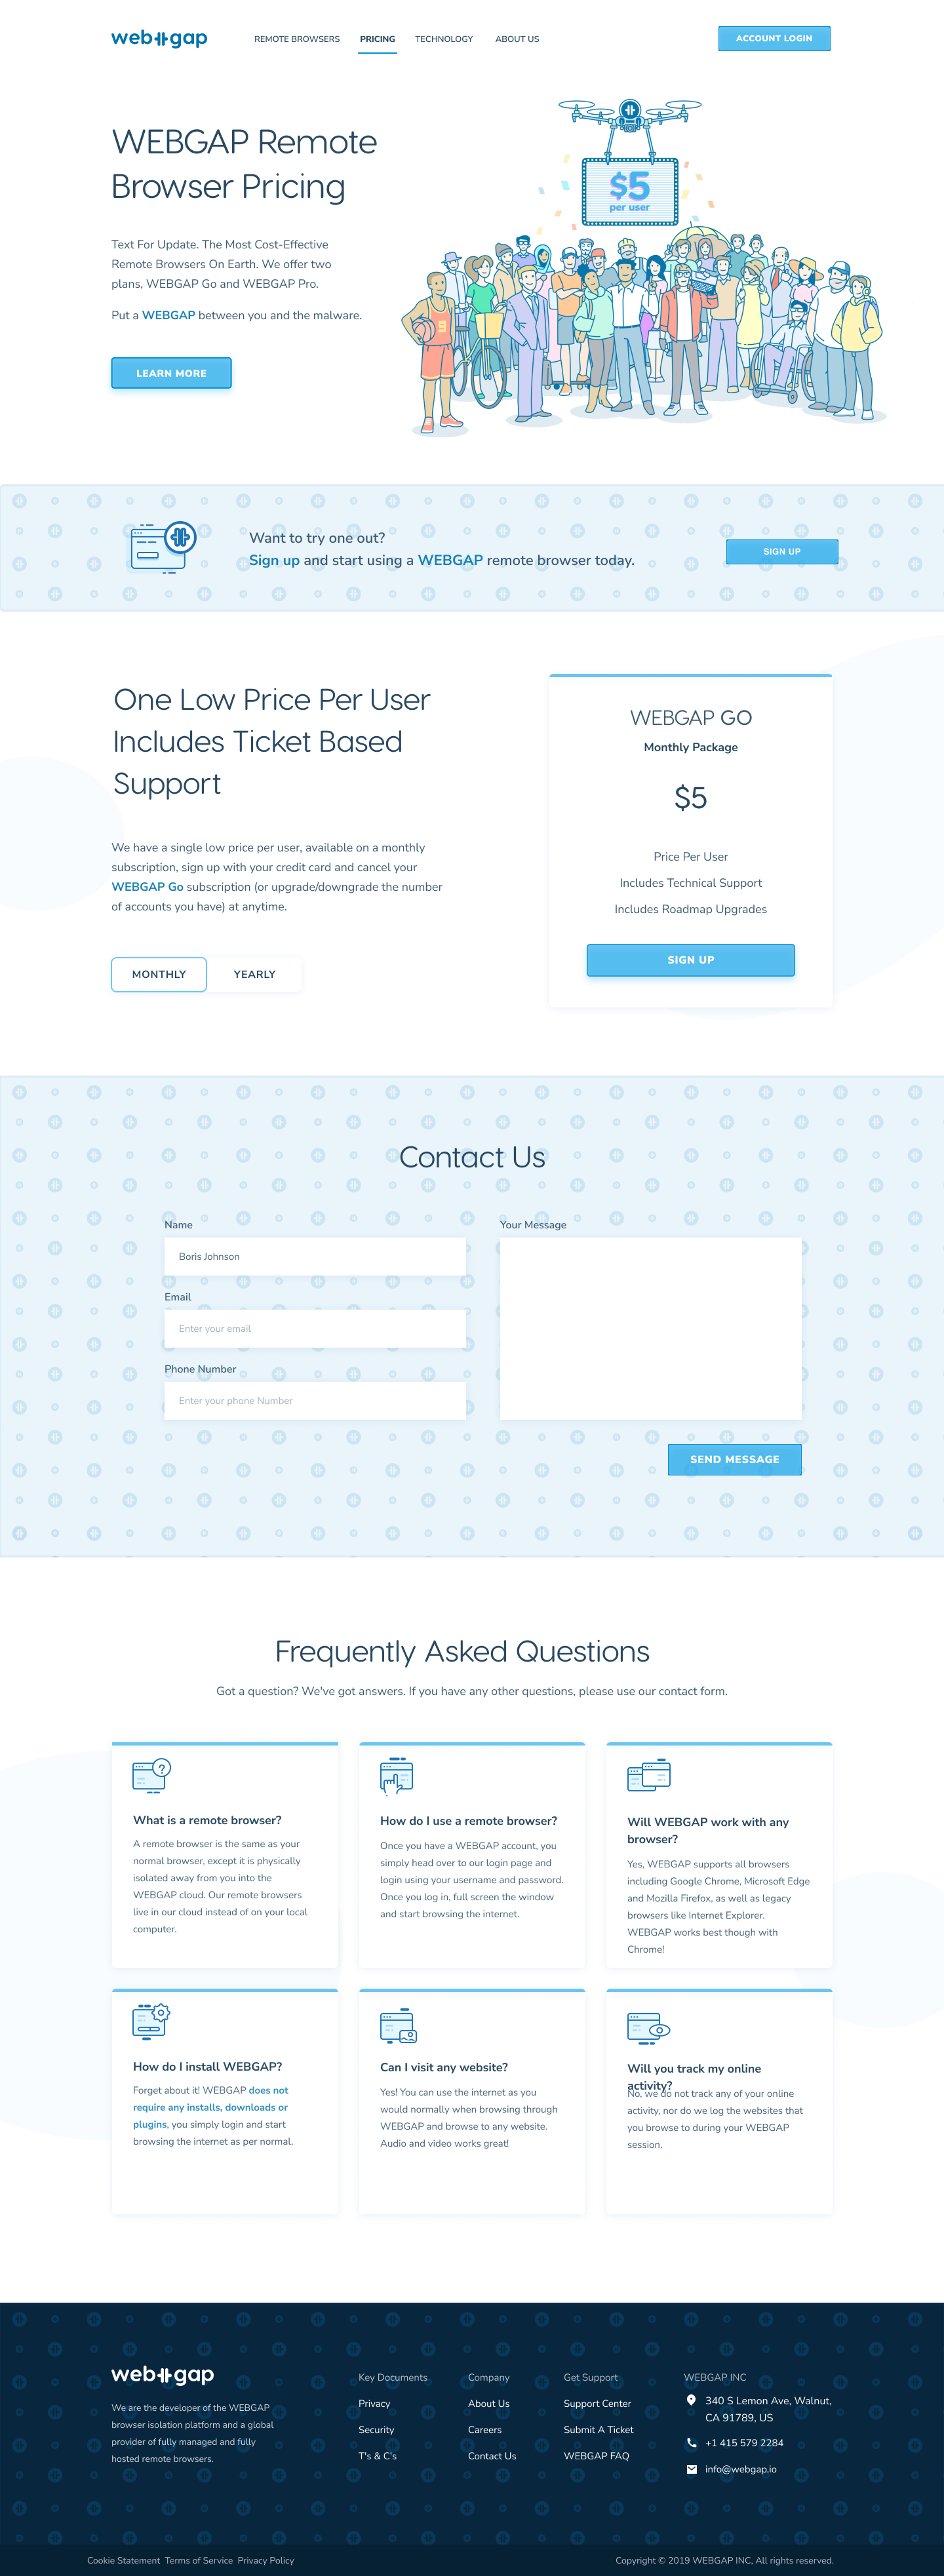 web gap
REMOTE BROWSERS
PRICING
TECHNOLOGY
ABOUT US
ACCOUNT LOGIN
WEBGAP Remote
Browser Pricing
Text For Update. The Most Cost-Effective
Remote Browsers On Earth. We offer two
plans, WEBGAP Go and WEBGAP Pro.
Put a WEBGAP between you and the malware.
LEARN MORE
$5
per user
9
Want to try one out?
Sign up and start using a WEBGAP remote browser today.
SIGN UP
One Low Price Per User
Includes Ticket Based
Support
We have a single low price per user, available on a monthly
subscription, sign up with your credit card and cancel your
WEBGAP Go subscription (or upgrade/downgrade the number
of accounts you have) at anytime.
MONTHLY
YEARLY
WEBGAP GO
Monthly Package
$5
Price Per User
Includes Technical Support
Includes Roadmap Upgrades
SIGN UP
Contact Us
Name
Boris Johnson
Email
Enter your email
Phone Number
Enter your phone Number
Your Message
SEND MESSAGE
Frequently Asked Questions
Got a question? We've got answers. If you have any other questions, please use our contact form.
?
What is a remote browser?
A remote browser is the same as your
normal browser, except it is physically
isolated away from you into the
WEBGAP cloud. Our remote browsers
live in our cloud instead of on your local
computer.
How do I use a remote browser?
Once you have a WEBGAP account, you
simply head over to our login page and
login using your username and password.
Once you log in, full screen the window
and start browsing the internet.
Will WEBGAP work with any
browser?
Yes, WEBGAP supports all browsers
including Google Chrome, Microsoft Edge
and Mozilla Firefox, as well as legacy
browsers like Internet Explorer.
WEBGAP works best though with
Chrome!
How do I install WEBGAP?
Forget about it! WEBGAP does not
require any installs, downloads or
plugins, you simply login and start
browsing the internet as per normal.
Can I visit any website?
Yes! You can use the internet as you
would normally when browsing through
WEBGAP and browse to any website.
Audio and video works great!
Will you track my online
activity?
No, we do not track any of your online
activity, nor do we log the websites that
you browse to during your WEBGAP
session.
web gap
We are the developer of the WEBGAP
browser isolation platform and a global
provider of fully managed and fully
hosted remote browsers.
Key Documents
Privacy
Security
T's & C's
Company
About Us
Careers
Contact Us
Get Support
Support Center
Submit A Ticket
WEBGAP FAQ
WEBGAP INC
340 S Lemon Ave, Walnut,
CA 91789, US
+1 415 579 2284
info@webgap.io
Cookie Statement Terms of Service Privacy Policy
Copyright © 2019 WEBGAP INC, All rights reserved.